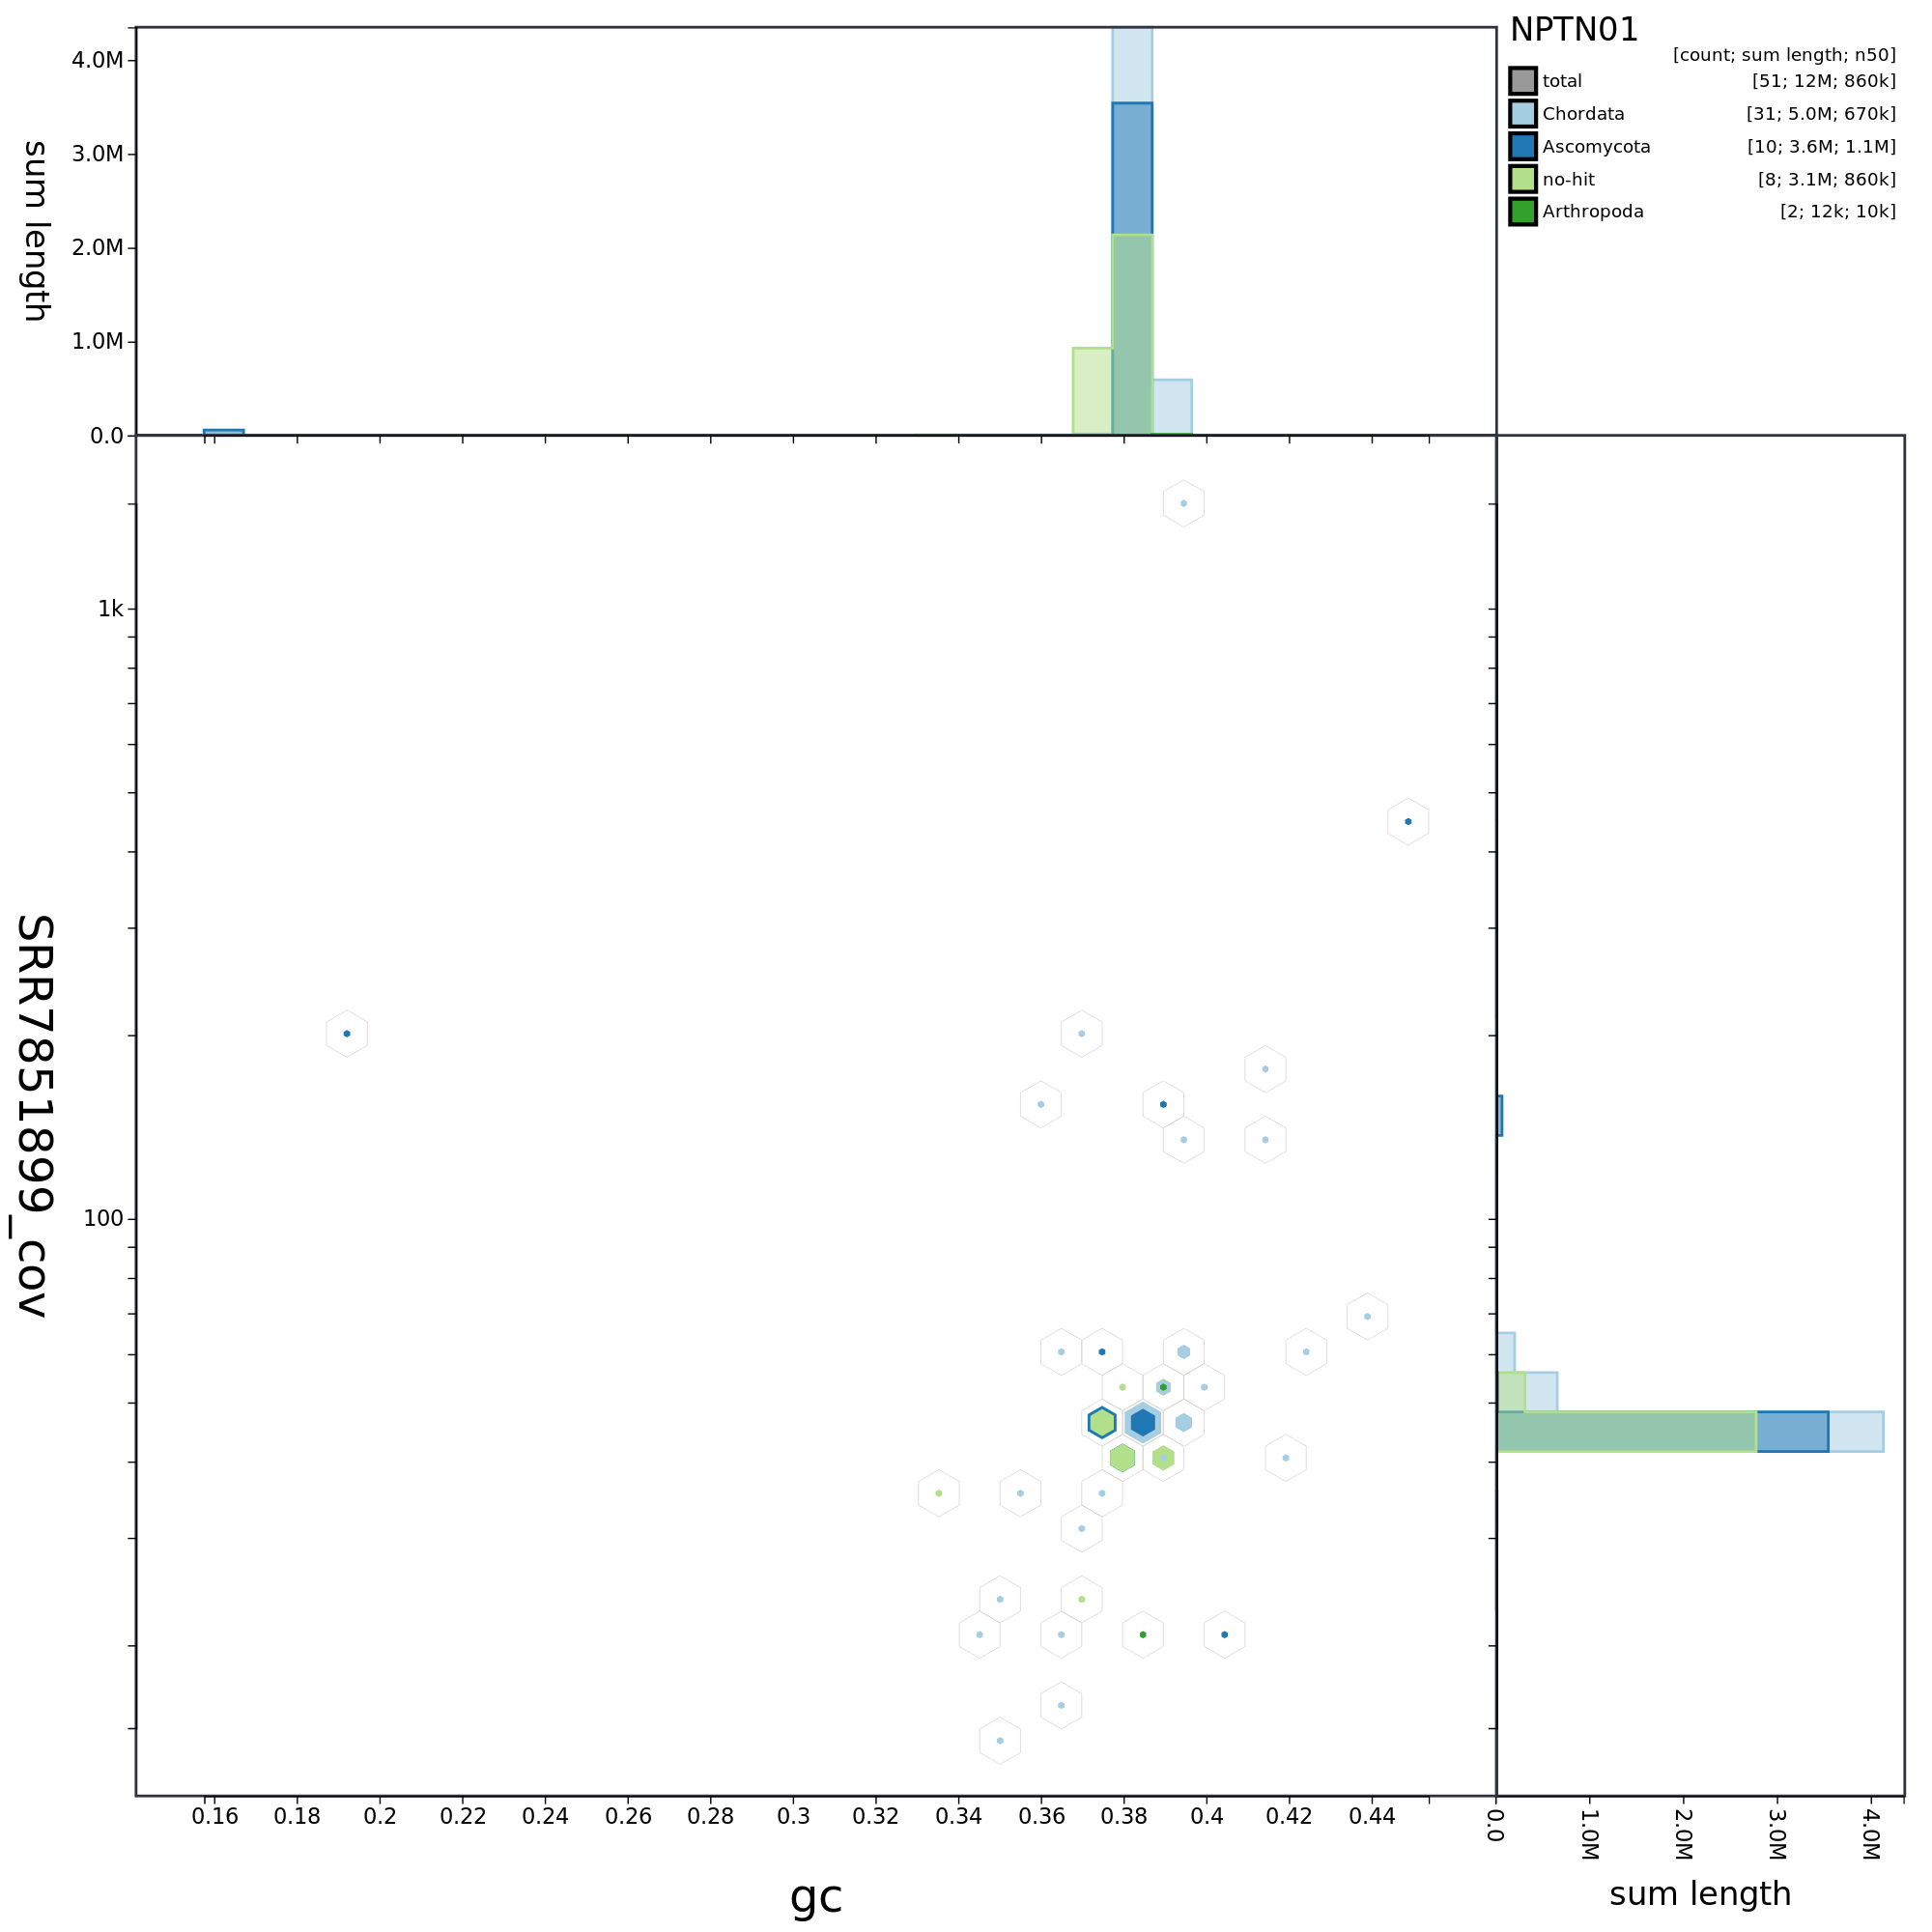 NPTN01
[count; sum length; n50]
total [51; 12M; 860k]
Chordata [31; 5.0M; 670k]
Ascomycota [10; 3.6M; 1.1M]
no-hit [8; 3.1M; 860k]
Arthropoda [2; 12k; 10k]
sum length
4.0M
3.0M
2.0M
1.0M
0.0
SRR7851899_cov
1k
100
0.16 0.18 0.2 0.22 0.24 0.26 0.28 0.3 0.32 0.34 0.36 0.38 0.4 0.42 0.44
gc
0.0 1.0M 2.0M 3.0M 4.0M
sum length